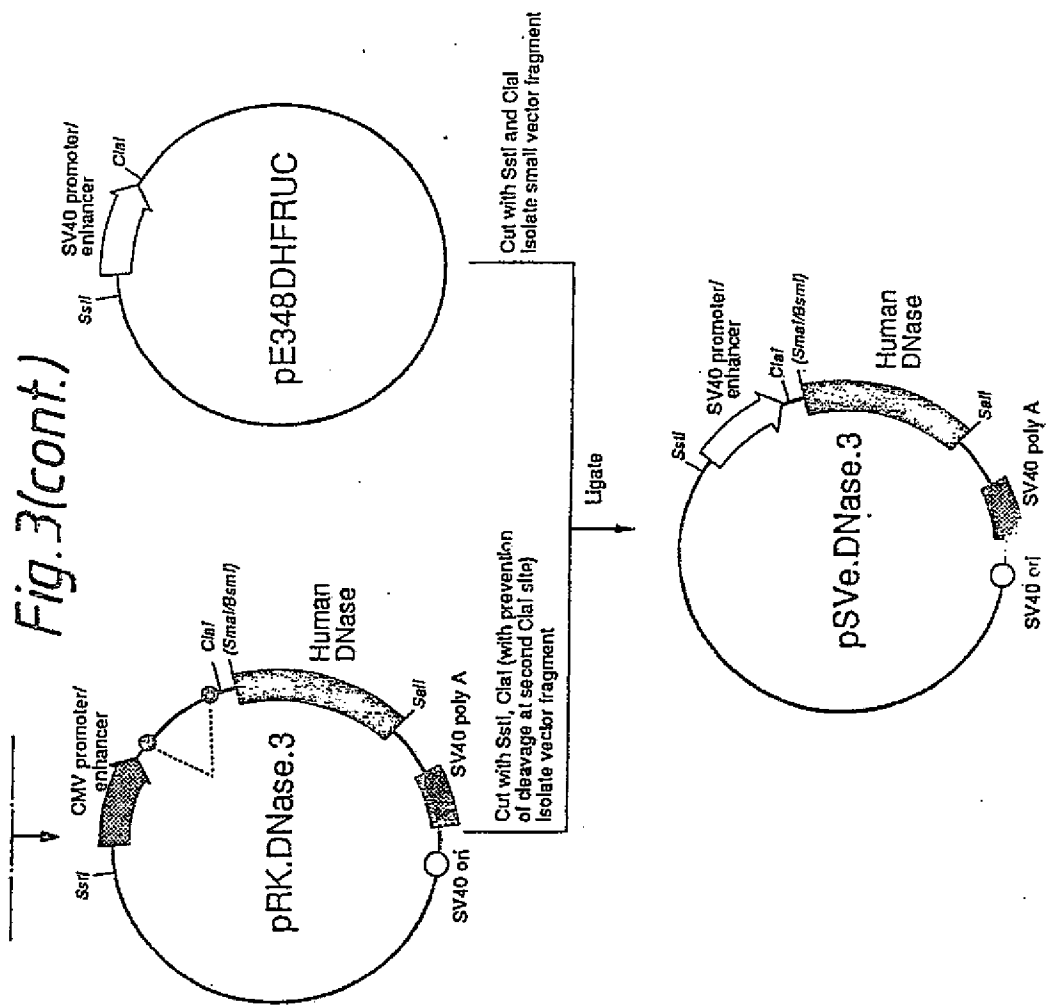 Fig. 3 (cont.)
SstI
CMV promoter/
enhancer
ClaI
(SmaI/BsmI)
Human
DNase
SalI
SV40 poly A
SV40 ori
pRK.DNase.3
SstI
SV40 promoter/
enhancer
ClaI
pE348DHFRUC
Cut with SstI, ClaI (with prevention
of cleavage at second ClaI site)
Isolate vector fragment
Cut with SstI and ClaI
Isolate small vector fragment
Ligate
SstI
SV40 promoter/
enhancer
ClaI
(SmaI/BsmI)
Human
DNase
SalI
SV40 poly A
SV40 ori
pSVe.DNase.3